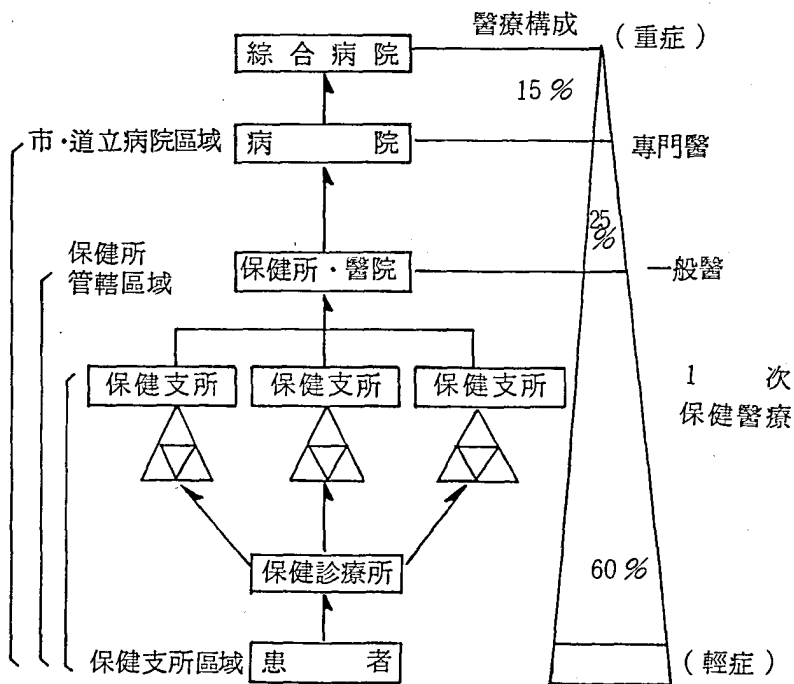 醫療構成
(重症)
綜合病院
15%
市·道立病院區域
病院
專門醫
25
%
保健所
管轄區域
保健所·醫院
一般醫
保健支所
保健支所
保健支所
1次
保健醫療
保健診療所
60%
保健支所區域
患者
(輕症)